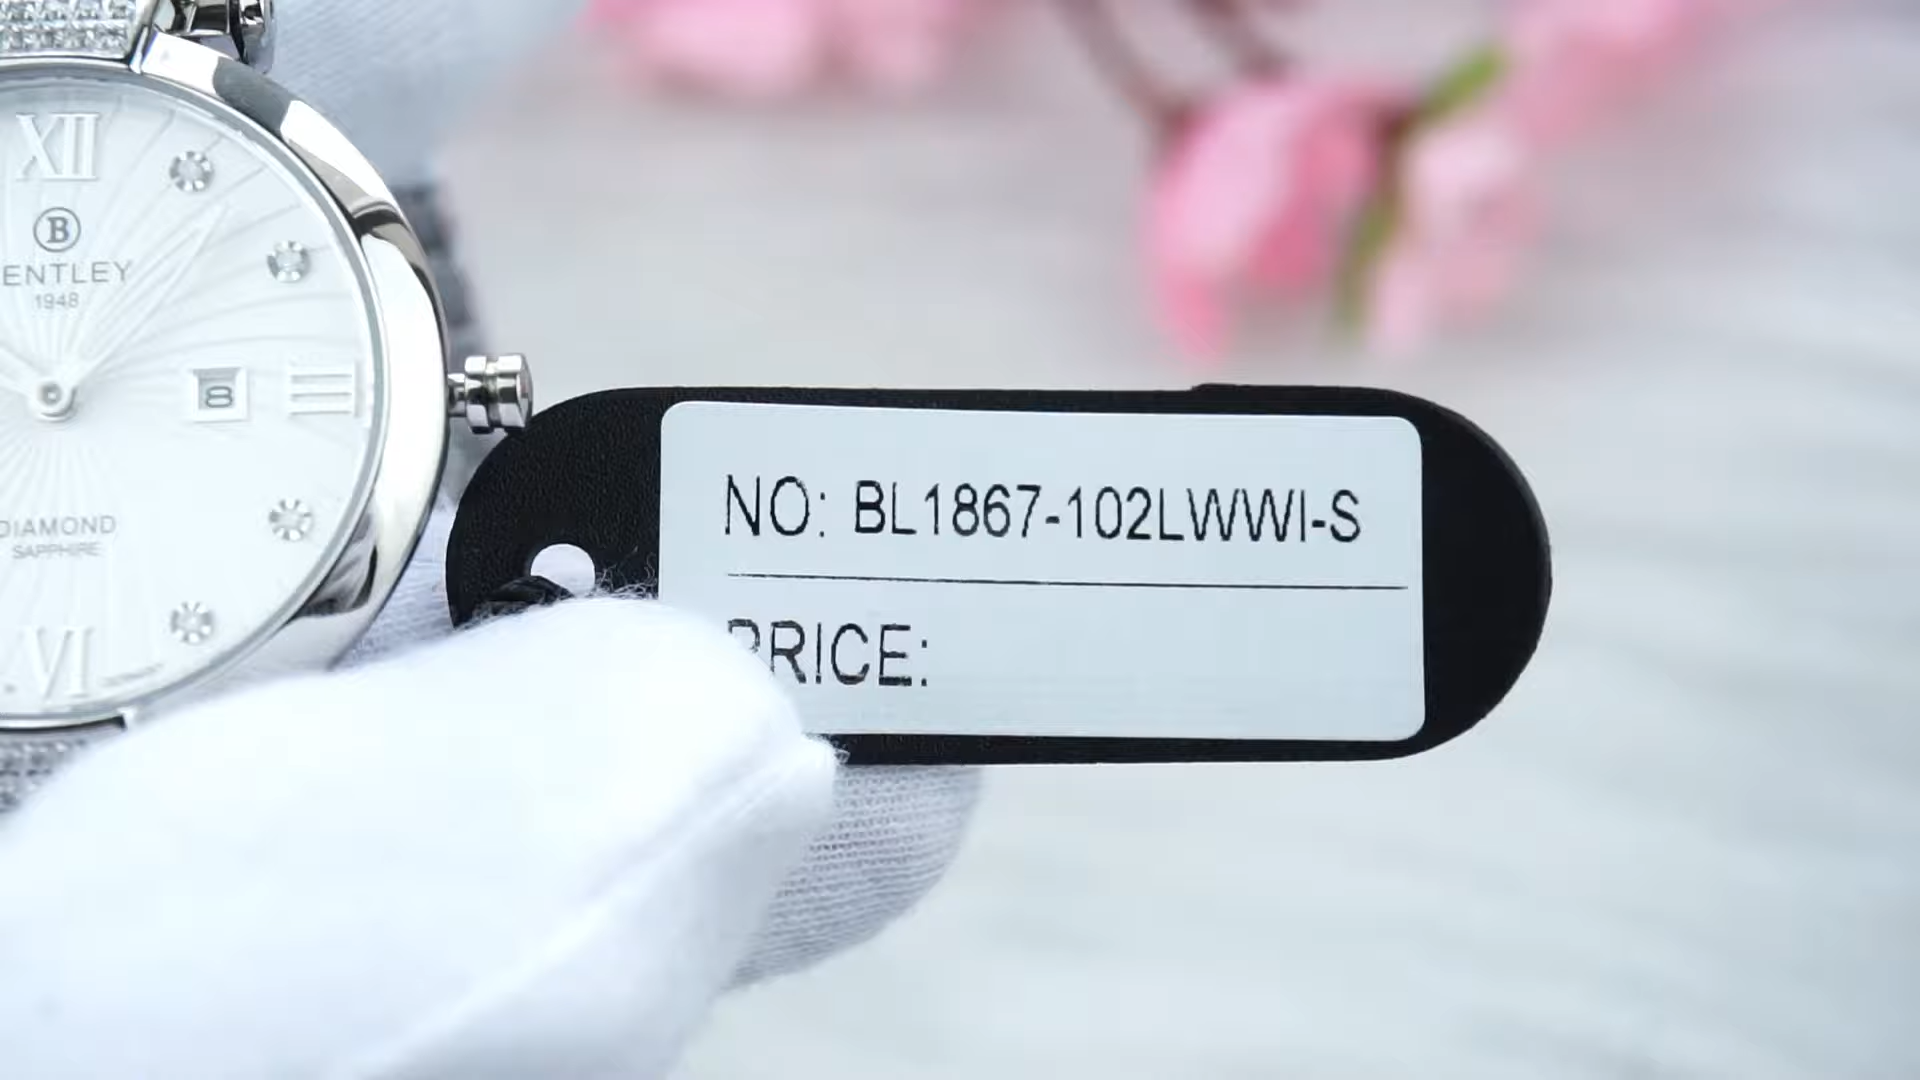 XII
B
ENTLEY
1948
8
III
DIAMOND
SAPPHIRE
VI
NO: BL1867-102LWWI-S
PRICE: